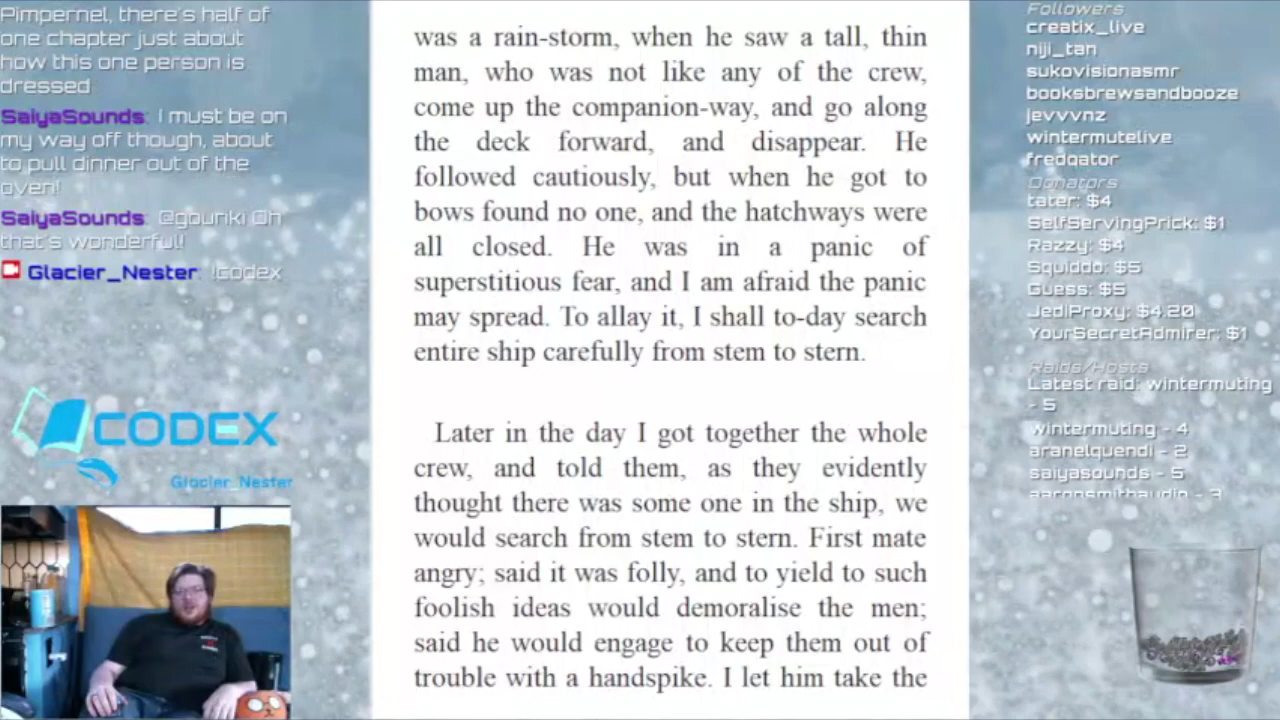 Pimpernel, there's half of
one chapter just about
how this one person is
dressed
SaiyaSounds: I must be on
my way off though, about
to pull dinner out of the
oven!
SaiyaSounds: @gouriki Oh
that's wonderful!
Glacier_Nester: !codex
CODEX
Glacier_Nester
was a rain-storm, when he saw a tall, thin
man, who was not like any of the crew,
come up the companion-way, and go along
the deck forward, and disappear. He
followed cautiously, but when he got to
bows found no one, and the hatchways were
all closed. He was in a panic of
superstitious fear, and I am afraid the panic
may spread. To allay it, I shall to-day search
entire ship carefully from stem to stern.
Later in the day I got together the whole
crew, and told them, as they evidently
thought there was some one in the ship, we
would search from stem to stern. First mate
angry; said it was folly, and to yield to such
foolish ideas would demoralise the men;
said he would engage to keep them out of
trouble with a handspike. I let him take the
Followers
creatix_live
niji_tan
sukovisionasmr
booksbrewsandbooze
jevvvnz
wintermutelive
fredgator
Donators
tater: $4
SelfServingPrick: $1
Razzy: $4
Squiddo: $5
Guess: $5
JediProxy: $4.20
YourSecretAdmirer: $1
Raids/Hosts
Latest raid: wintermuting
- 5
wintermuting - 4
aranelquendi - 2
saiyasounds - 5
aaronsmithaudio - 3